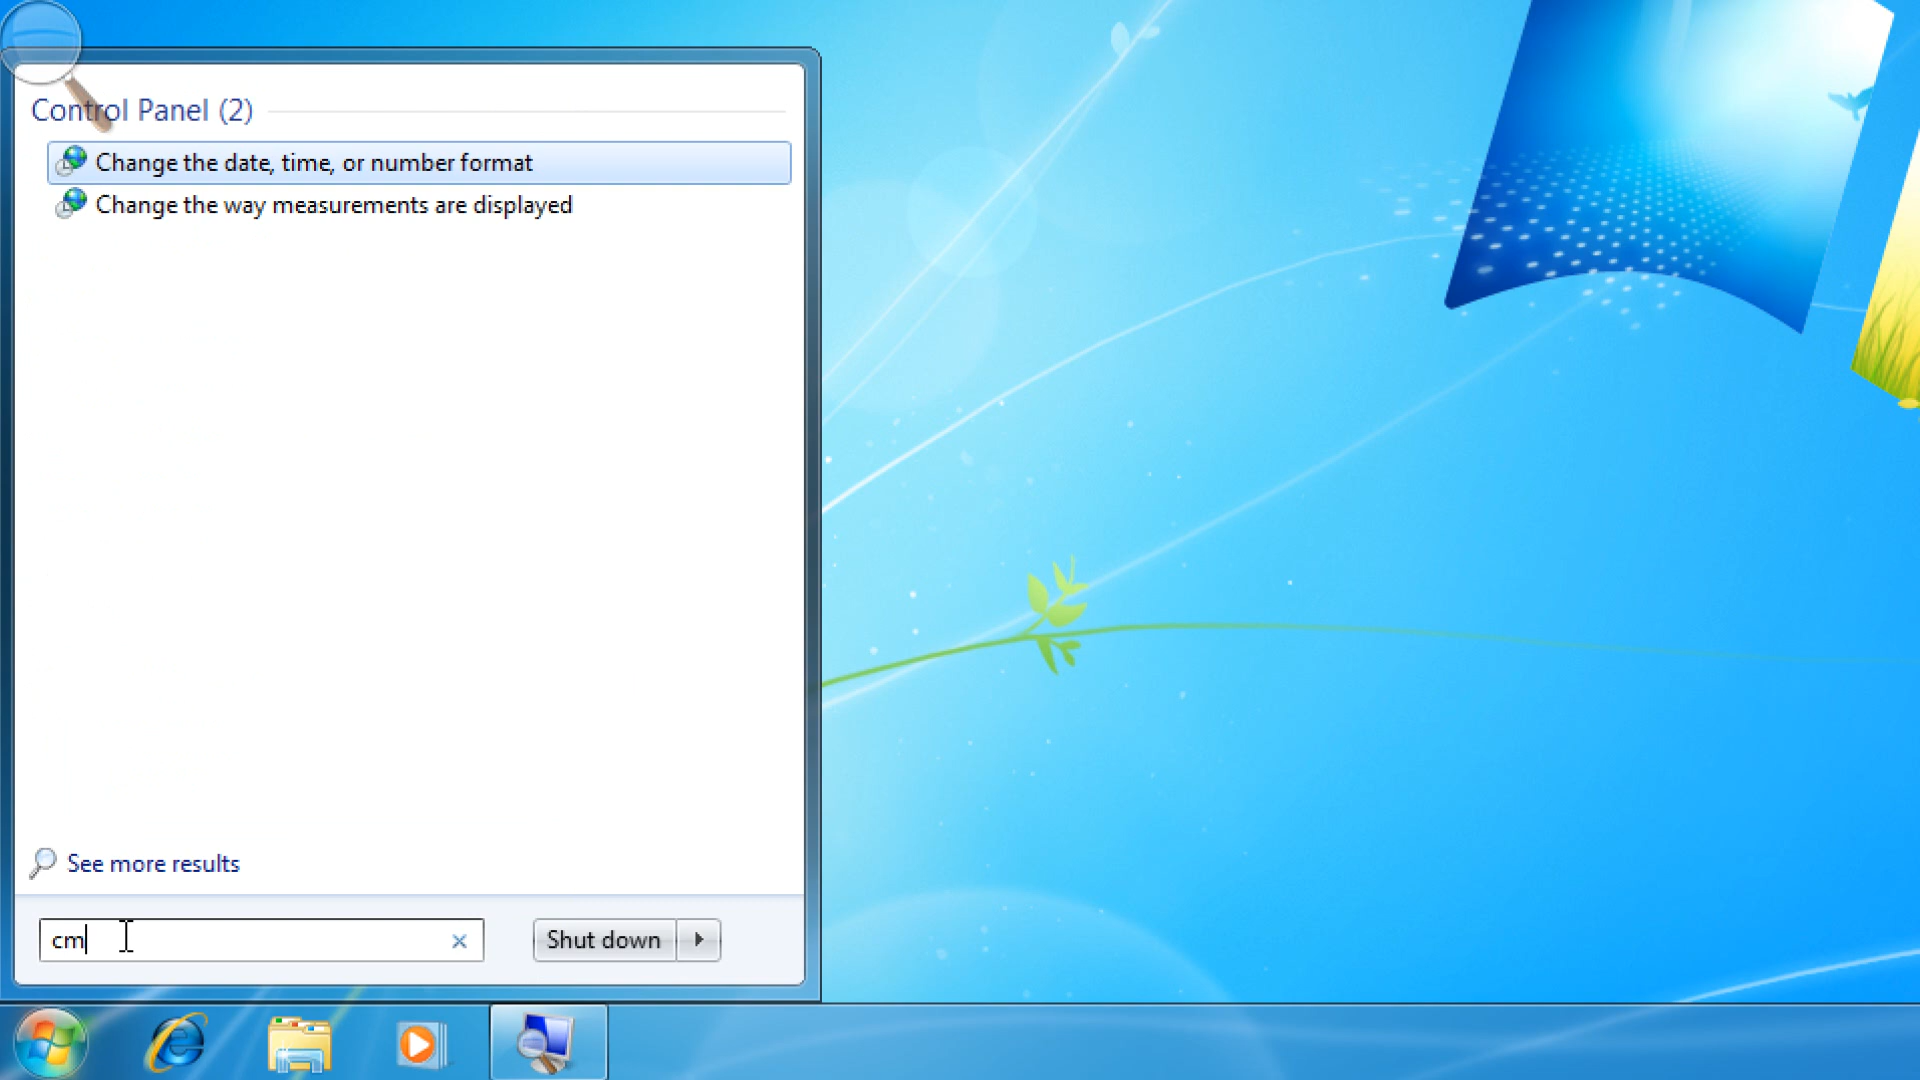 Control Panel (2)
Change the date, time, or number format
Change the way measurements are displayed
See more results
cm
Shut down